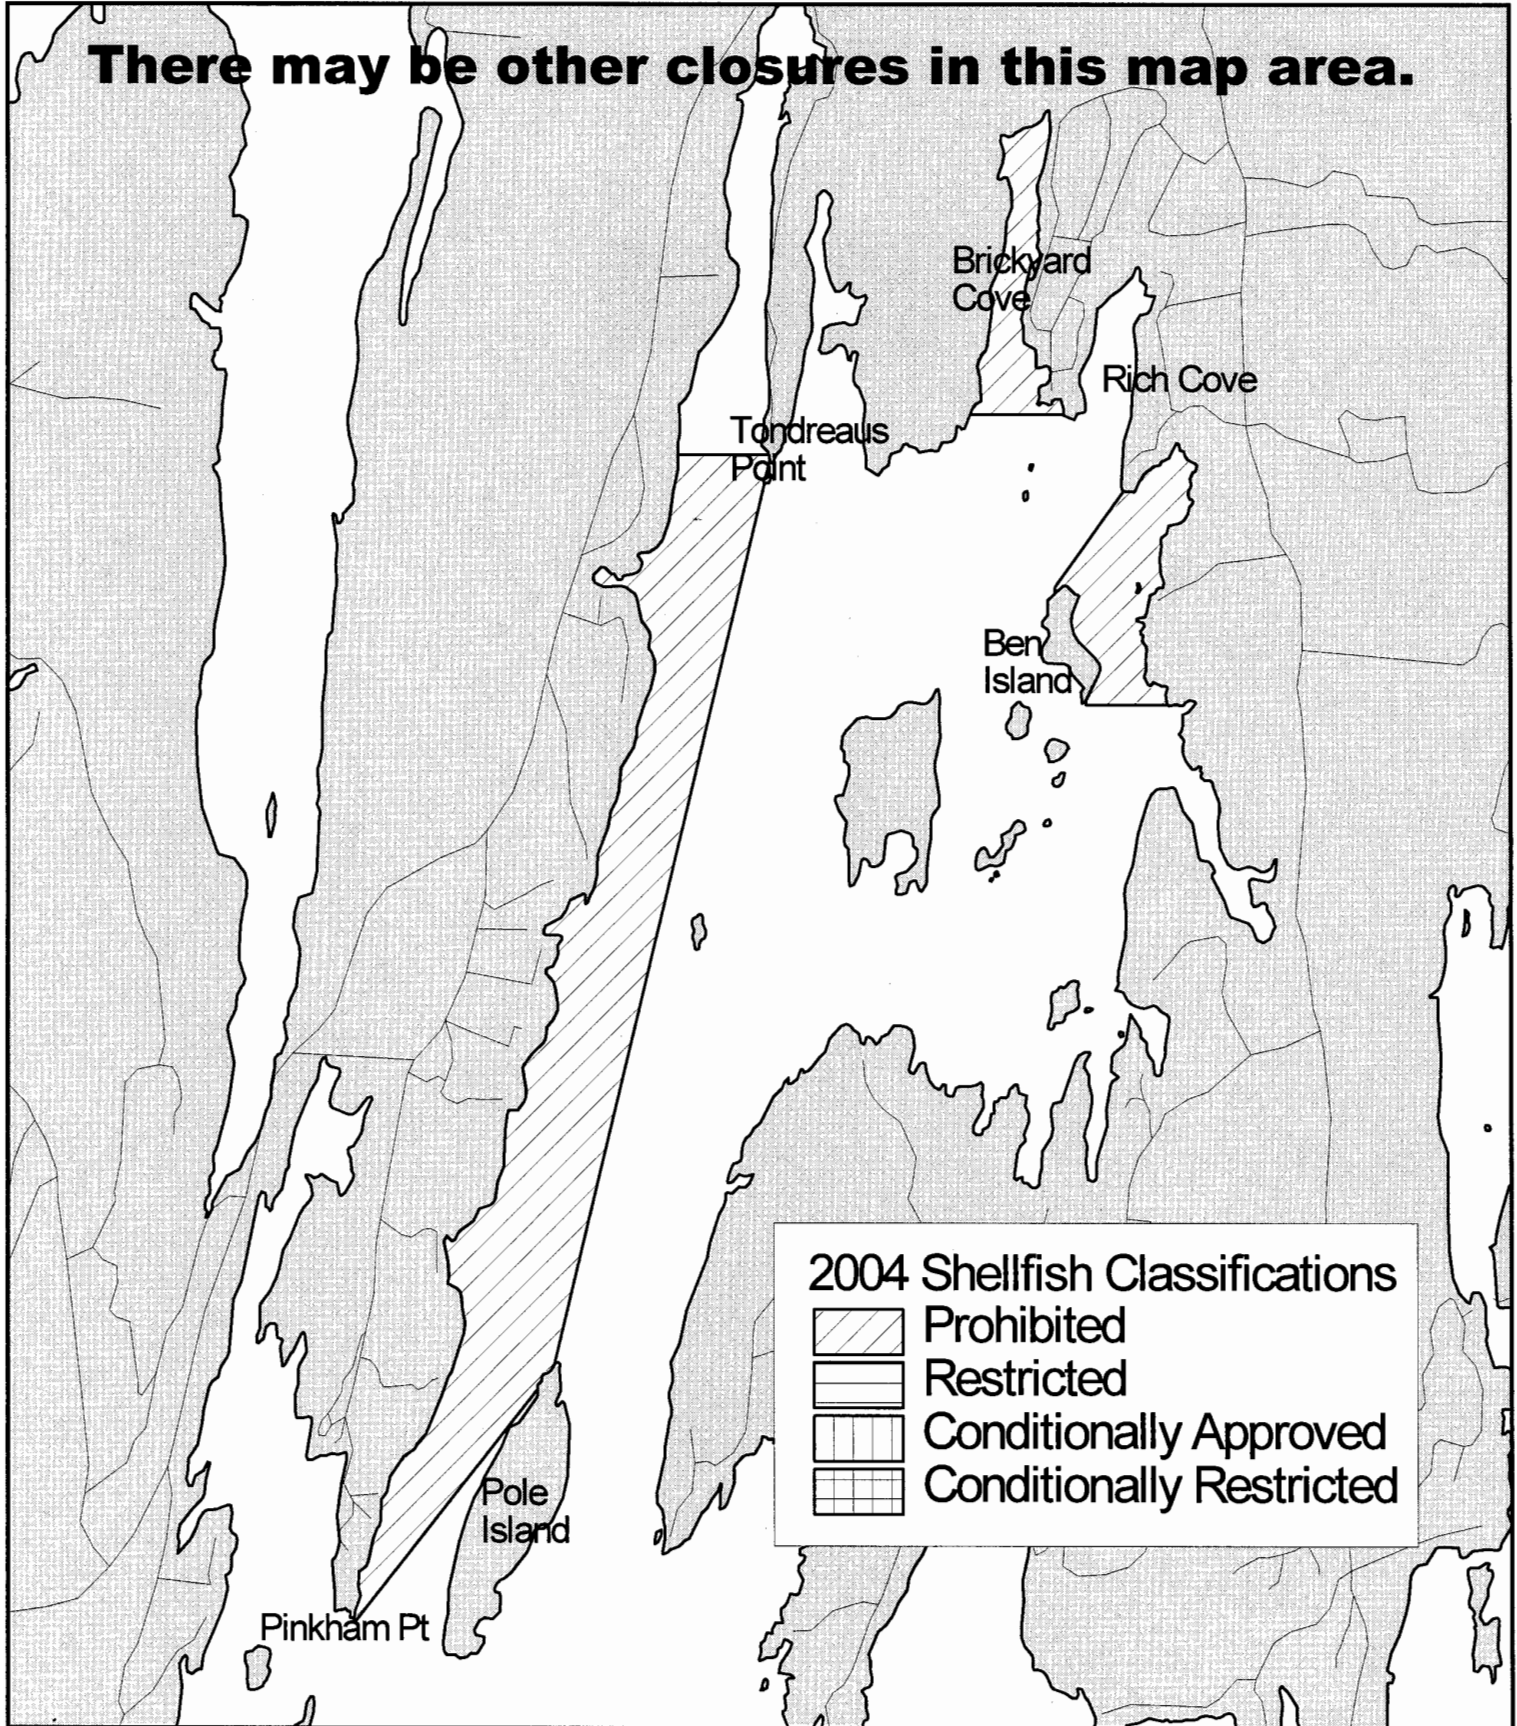 There may be other closures in this map area.
Brickyard
Cove
Rich Cove
Tondreaus
Point
Ben
Island
2004 Shellfish Classifications
Prohibited
Restricted
Conditionally Approved
Conditionally Restricted
Pole
Island
Pinkham Pt